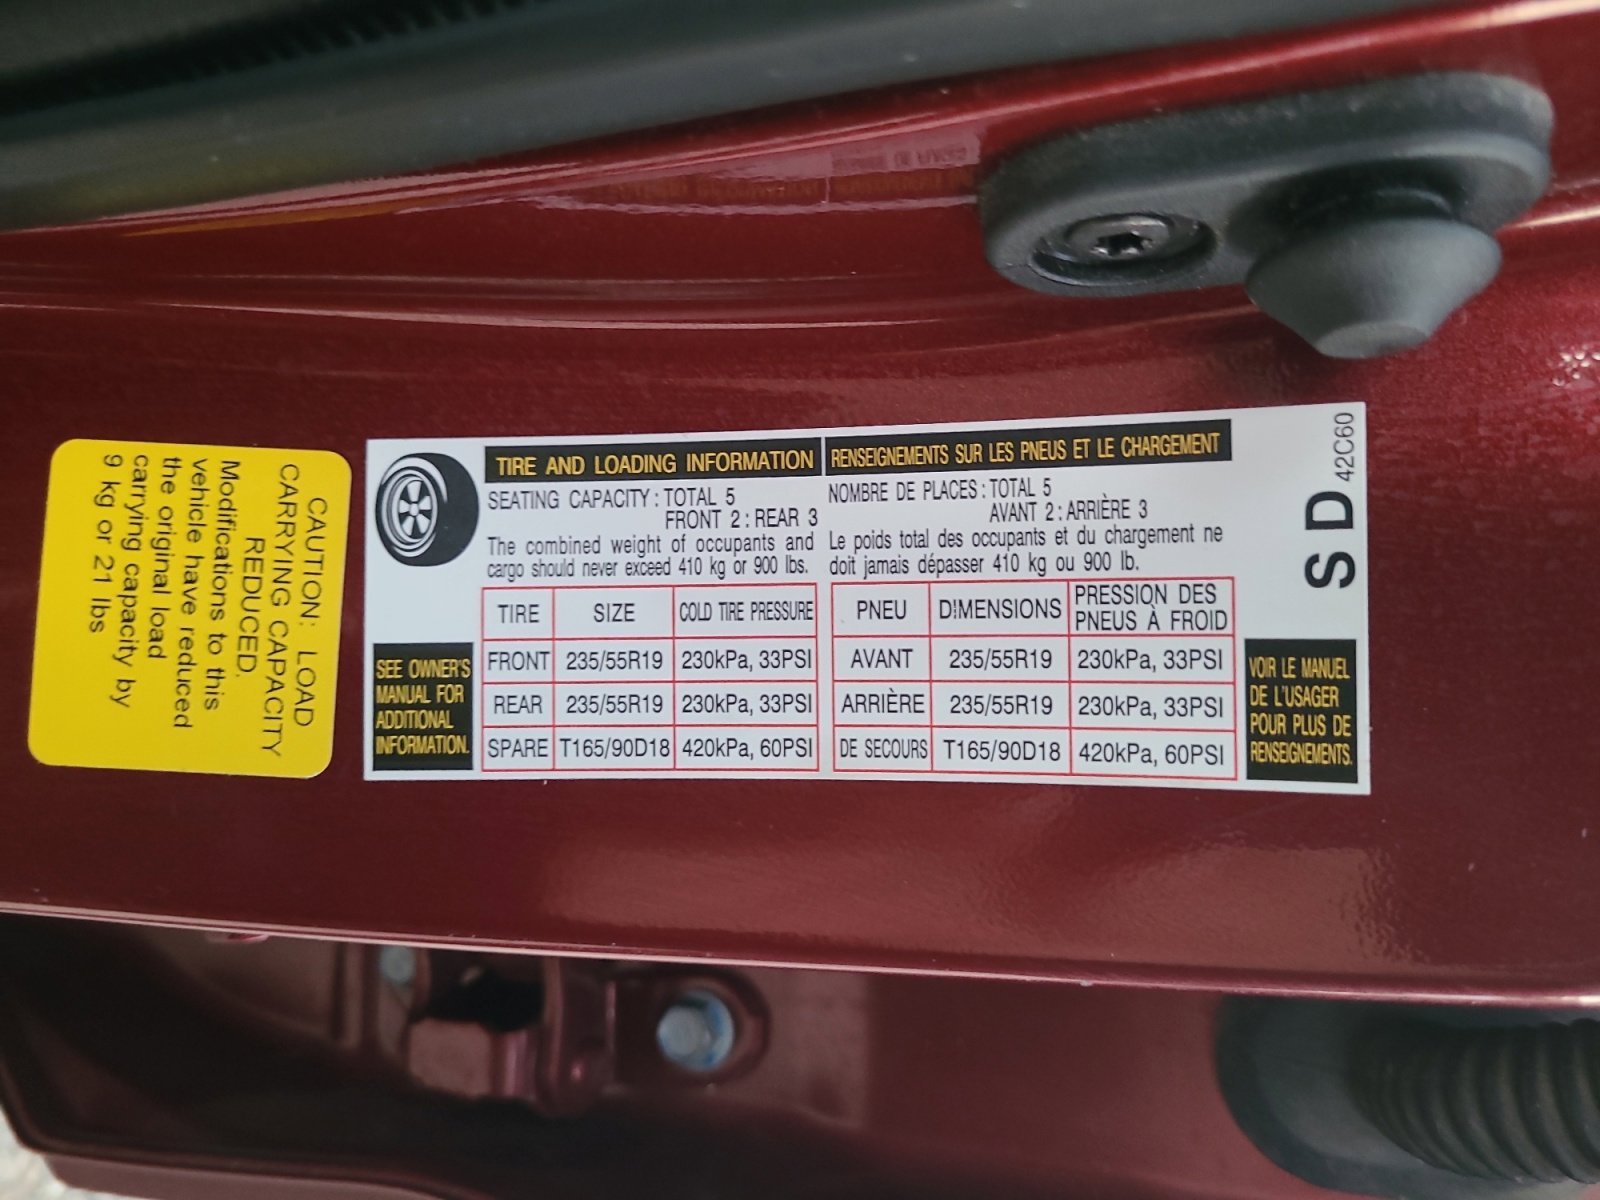 CAUTION: LOAD
CARRYING CAPACITY
REDUCED.
Modifications to this
vehicle have reduced
the original load
carrying capacity by
9 kg or 21 lbs
TIRE AND LOADING INFORMATION
SEATING CAPACITY : TOTAL 5
FRONT 2 : REAR 3
The combined weight of occupants and
cargo should never exceed 410 kg or 900 lbs.
TIRE SIZE COLD TIRE PRESSURE
FRONT 235/55R19 230kPa, 33PSI
REAR 235/55R19 230kPa, 33PSI
SPARE T165/90D18 420kPa, 60PSI
SEE OWNER'S
MANUAL FOR
ADDITIONAL
INFORMATION.
RENSEIGNEMENTS SUR LES PNEUS ET LE CHARGEMENT
NOMBRE DE PLACES : TOTAL 5
AVANT 2 : ARRIÈRE 3
Le poids total des occupants et du chargement ne
doit jamais dépasser 410 kg ou 900 lb.
PNEU DIMENSIONS PRESSION DES
PNEUS À FROID
AVANT 235/55R19 230kPa, 33PSI
ARRIÈRE 235/55R19 230kPa, 33PSI
DE SECOURS T165/90D18 420kPa, 60PSI
VOIR LE MANUEL
DE L'USAGER
POUR PLUS DE
RENSEIGNEMENTS.
S D 42C60